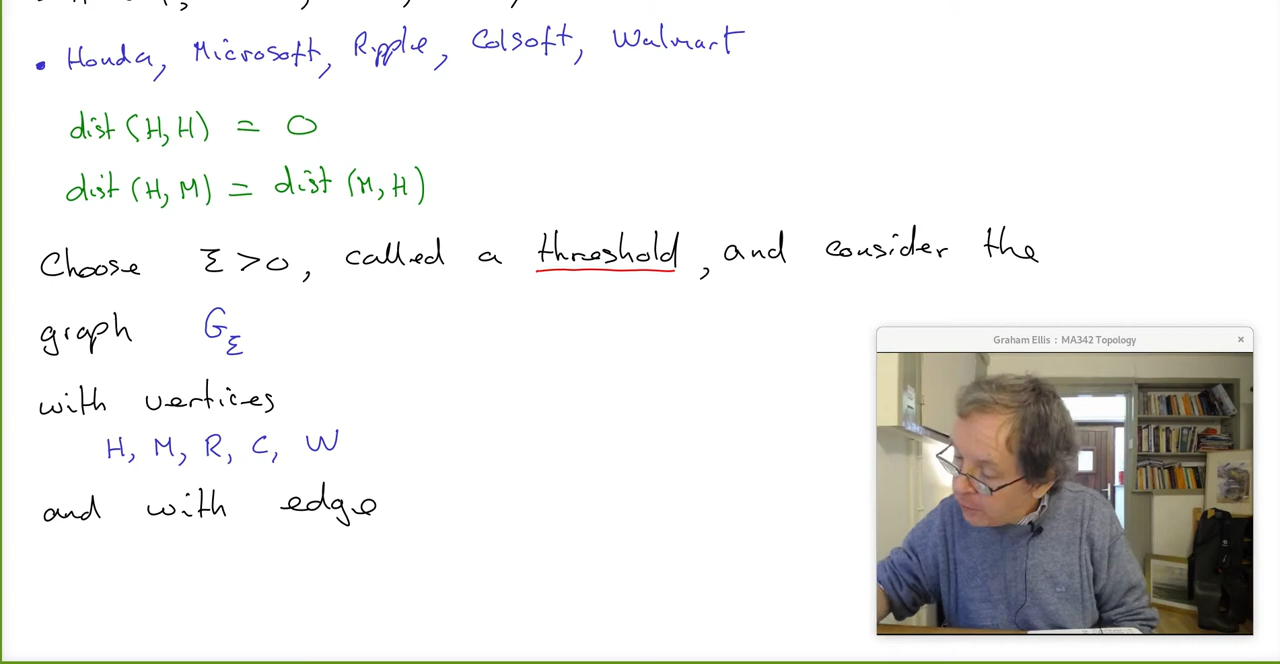 • Honda, Microsoft, Ripple, Colsoft, Walmart
dist (H, H) = 0
dist (H, M) = dist (M, H)
Choose Ɛ > 0, called a threshold, and consider the
graph G_Ɛ
with vertices
H, M, R, C, W
and with edge
Graham Ellis : MA342 Topology